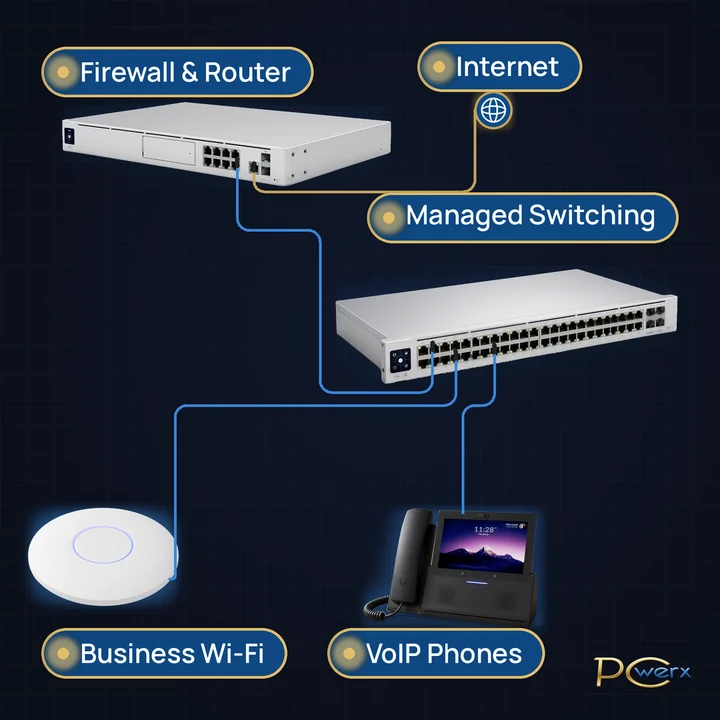 Firewall & Router
Internet
Managed Switching
11:28
Business Wi-Fi
VoIP Phones
PCwerx